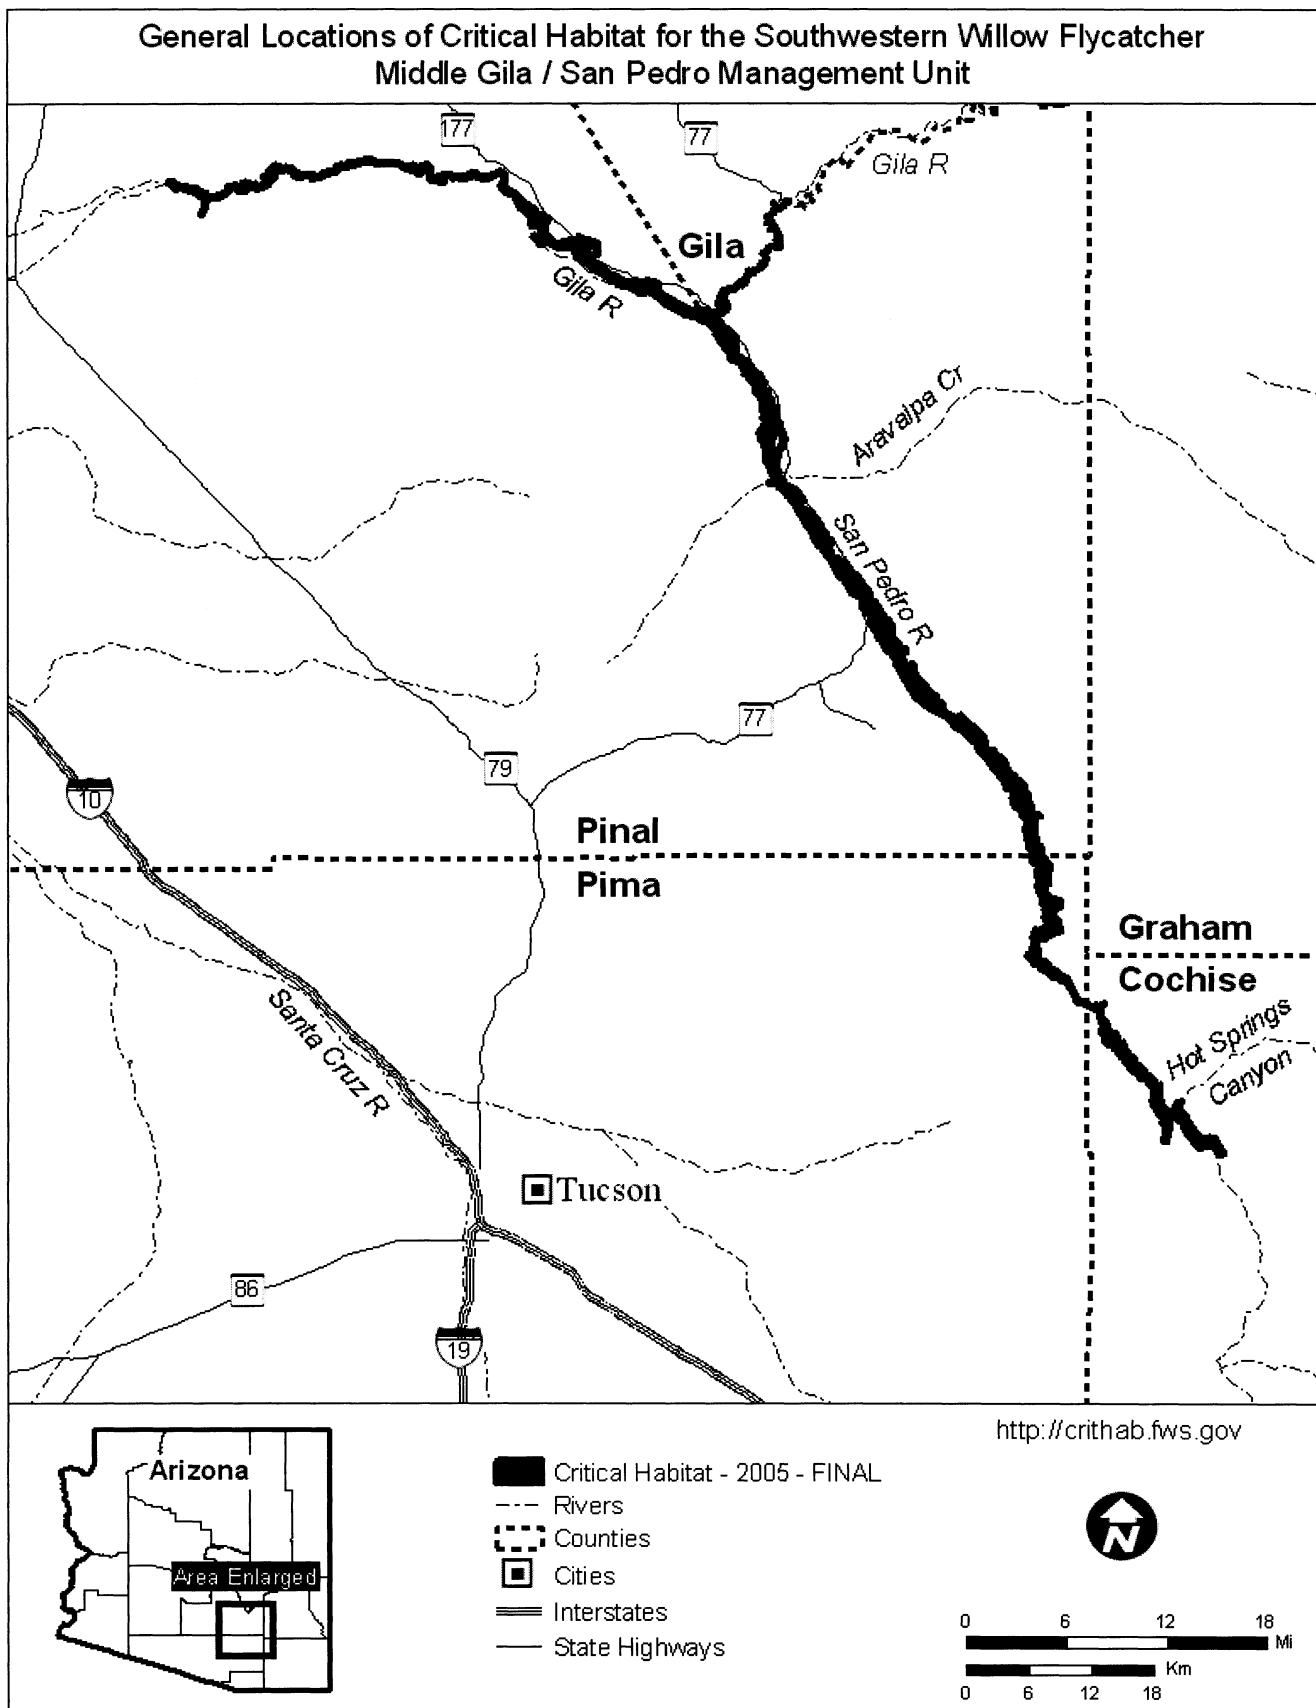 General Locations of Critical Habitat for the Southwestern Willow Flycatcher
Middle Gila / San Pedro Management Unit
177
77
Gila R
Gila
Gila R
Aravaipa Cr
San Pedro R
77
79
10
Pinal
Pima
Graham
Cochise
Hot Springs
Canyon
Santa Cruz R
Tucson
86
19
http://crithab.fws.gov
Arizona
Area Enlarged
Critical Habitat - 2005 - FINAL
Rivers
Counties
Cities
Interstates
State Highways
N
0 6 12 18
Mi
Km
0 6 12 18